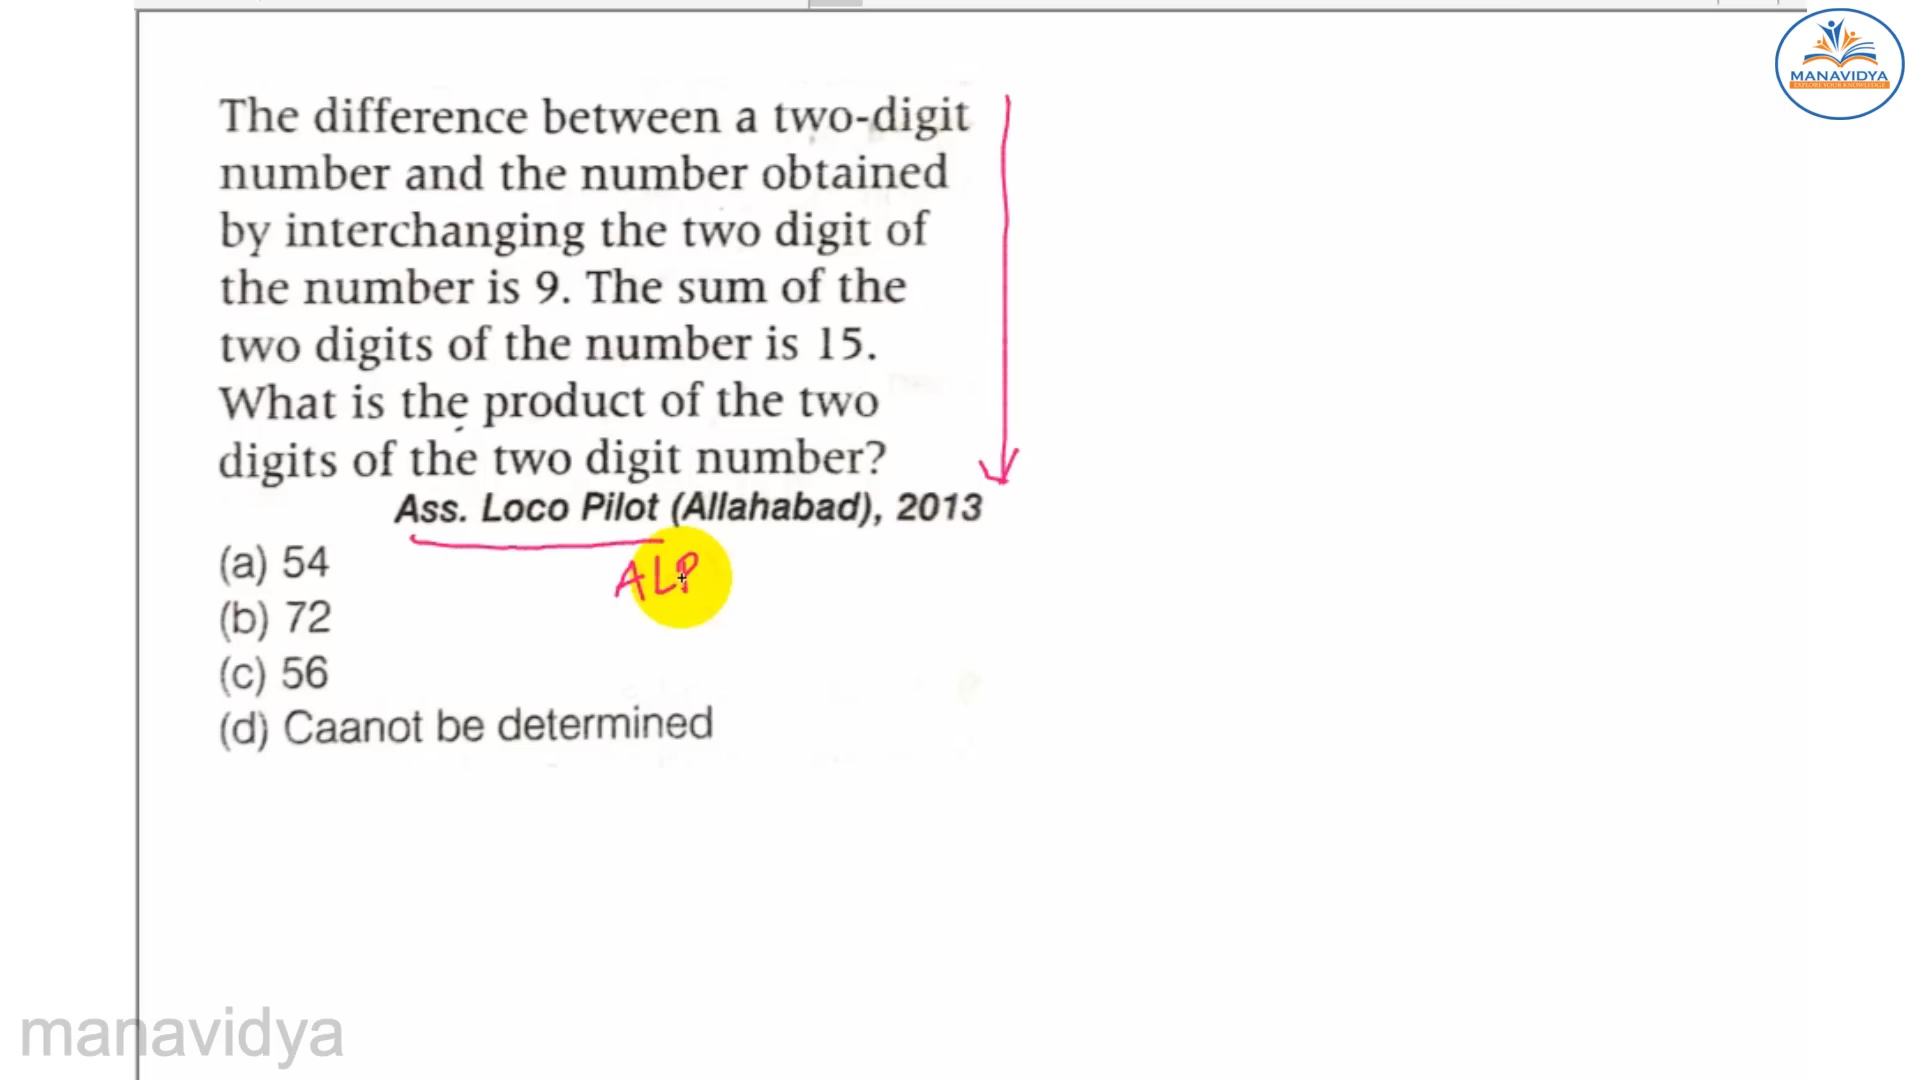 MANAVIDYA
EXPLORE YOUR KNOWLEDGE
The difference between a two-digit
number and the number obtained
by interchanging the two digit of
the number is 9. The sum of the
two digits of the number is 15.
What is the product of the two
digits of the two digit number?
Ass. Loco Pilot (Allahabad), 2013
ALP
(a) 54
(b) 72
(c) 56
(d) Caanot be determined
manavidya